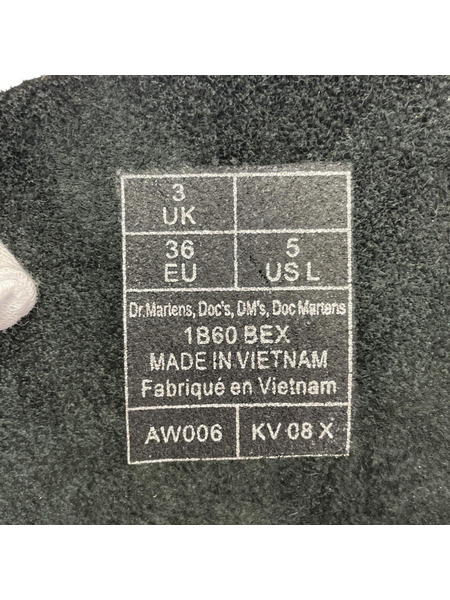 3
UK
36
EU
5
US L
Dr.Martens, Doc's, DM's, Doc Martens
1B60 BEX
MADE IN VIETNAM
Fabriqué en Vietnam
AW006
KV 08 X